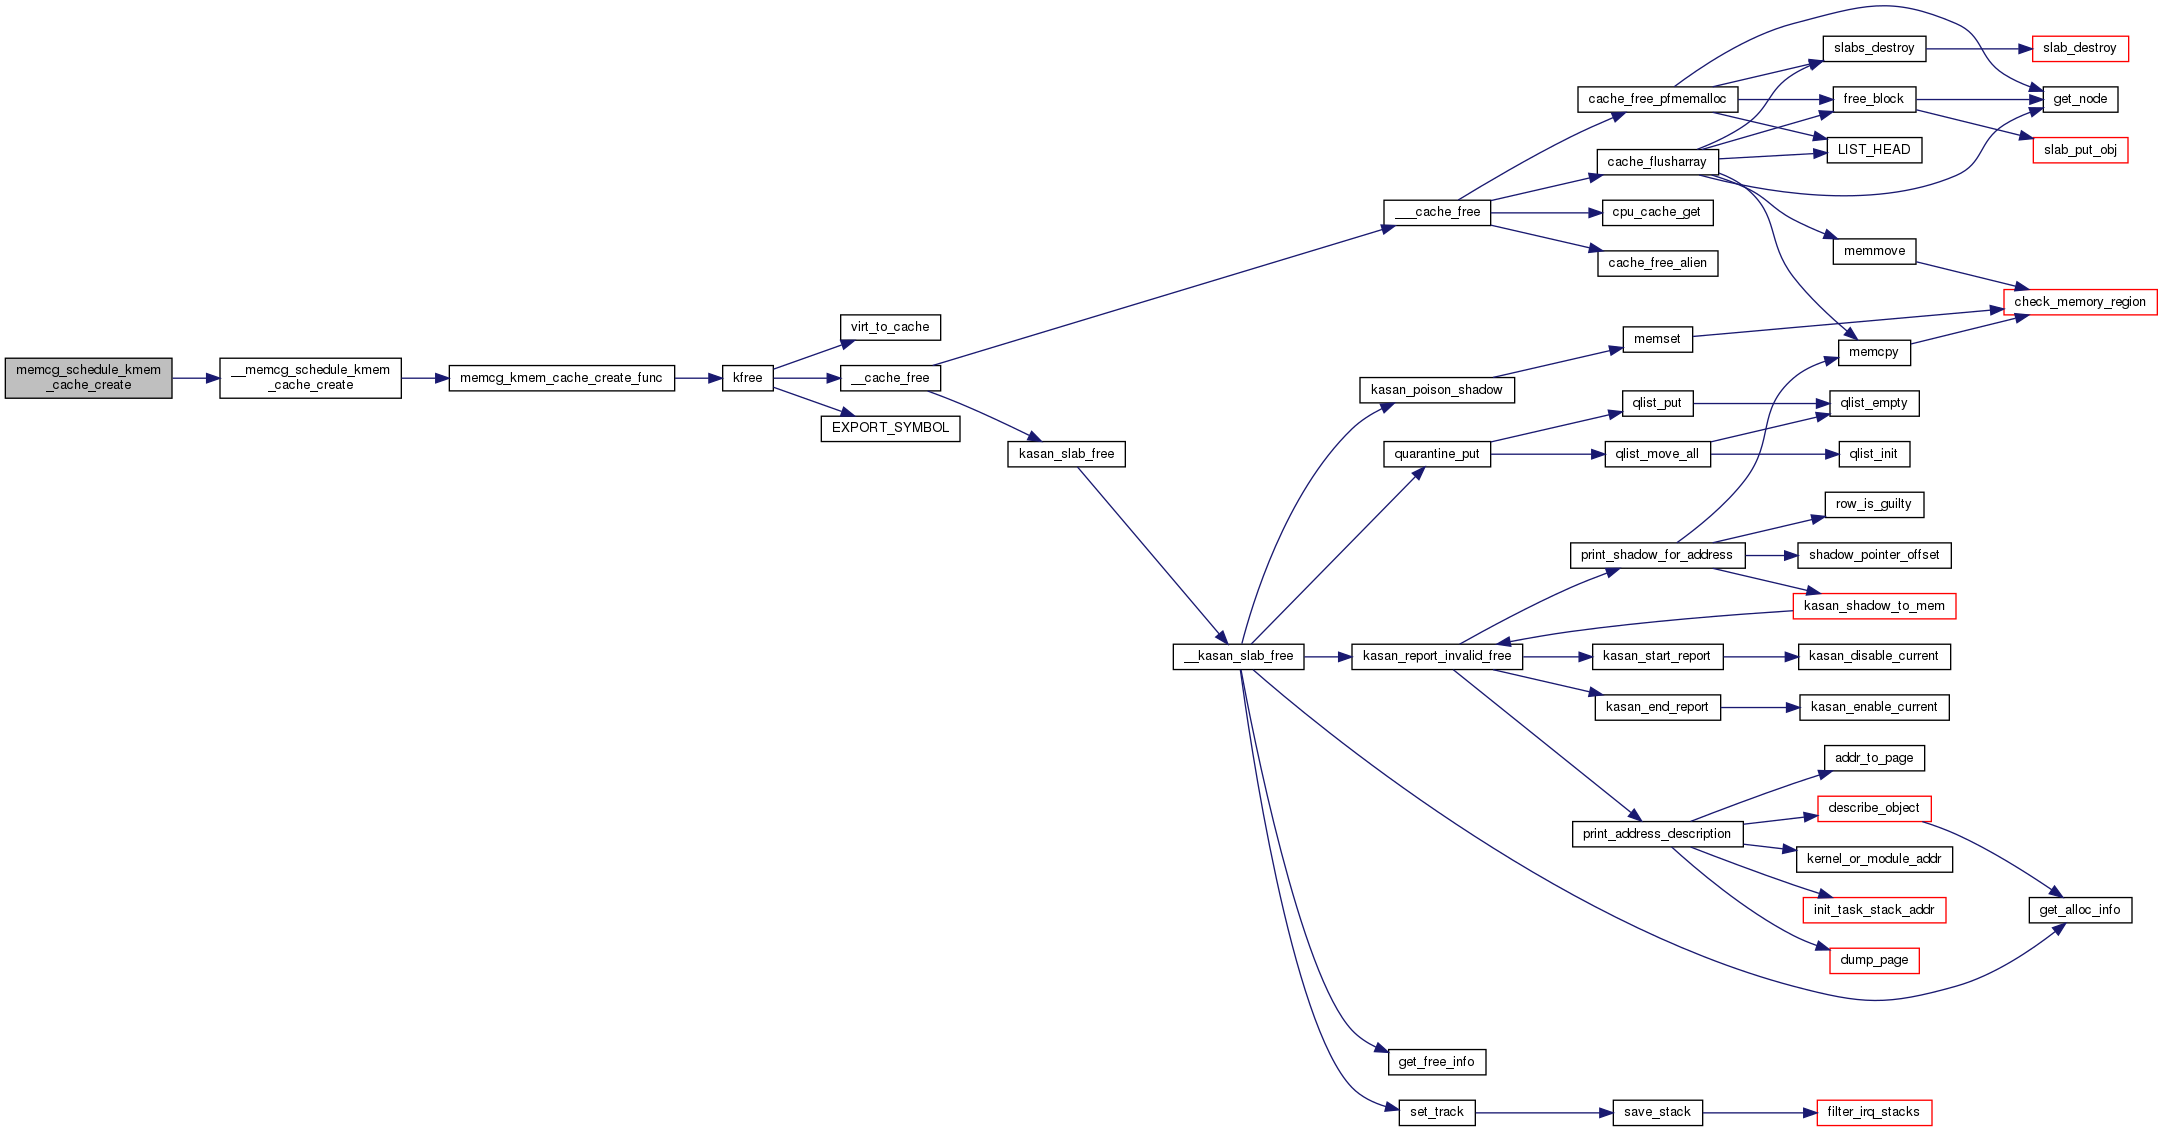 memcg_schedule_kmem
_cache_create
__memcg_schedule_kmem
_cache_create
memcg_kmem_cache_create_func
kfree
virt_to_cache
__cache_free
EXPORT_SYMBOL
kasan_slab_free
___cache_free
__kasan_slab_free
cache_free_pfmemalloc
cache_flusharray
cpu_cache_get
cache_free_alien
slabs_destroy
free_block
LIST_HEAD
slab_destroy
get_node
slab_put_obj
memmove
check_memory_region
memset
memcpy
kasan_poison_shadow
qlist_put
qlist_empty
quarantine_put
qlist_move_all
qlist_init
row_is_guilty
print_shadow_for_address
shadow_pointer_offset
kasan_shadow_to_mem
kasan_report_invalid_free
kasan_start_report
kasan_disable_current
kasan_end_report
kasan_enable_current
addr_to_page
describe_object
print_address_description
kernel_or_module_addr
init_task_stack_addr
get_alloc_info
dump_page
get_free_info
set_track
save_stack
filter_irq_stacks